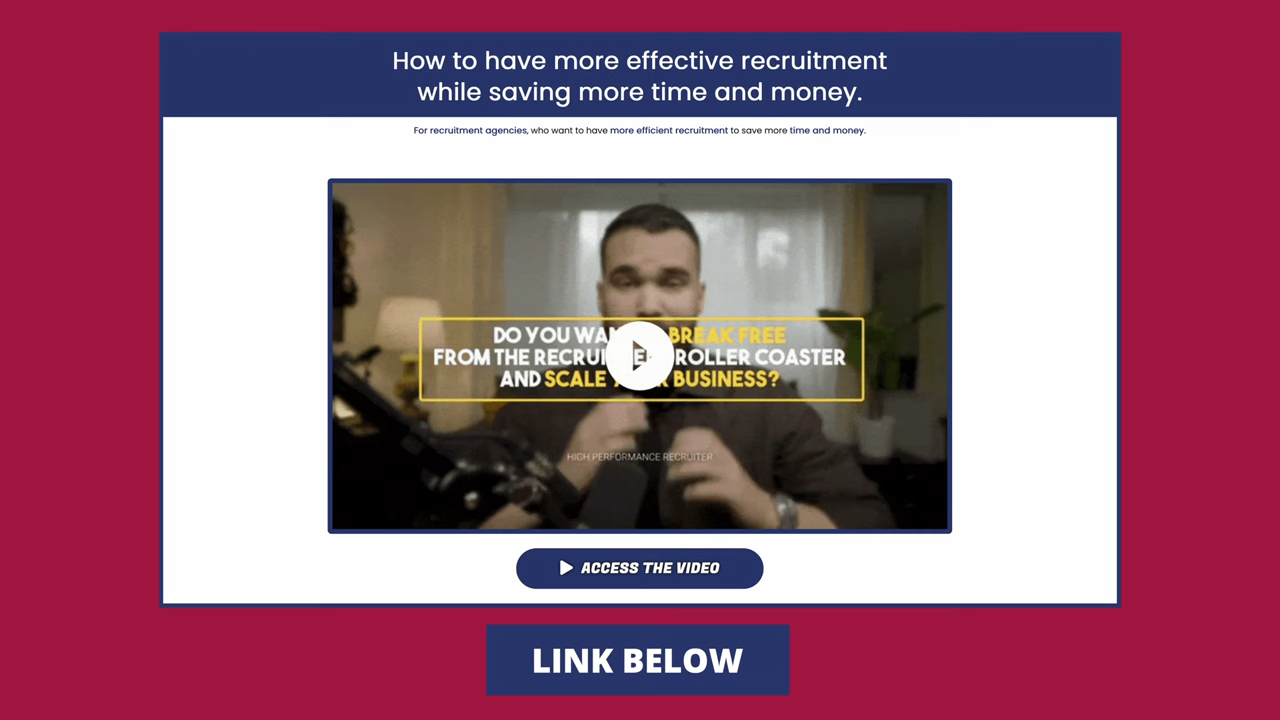 How to have more effective recruitment
while saving more time and money.
For recruitment agencies, who want to have more efficient recruitment to save more time and money.
DO YOU BREAK FREE
FROM THE ROLLER COASTER
AND SCALE BUSINESS?
HIGH PERFORMANCE RECRUITER
ACCESS THE VIDEO
LINK BELOW